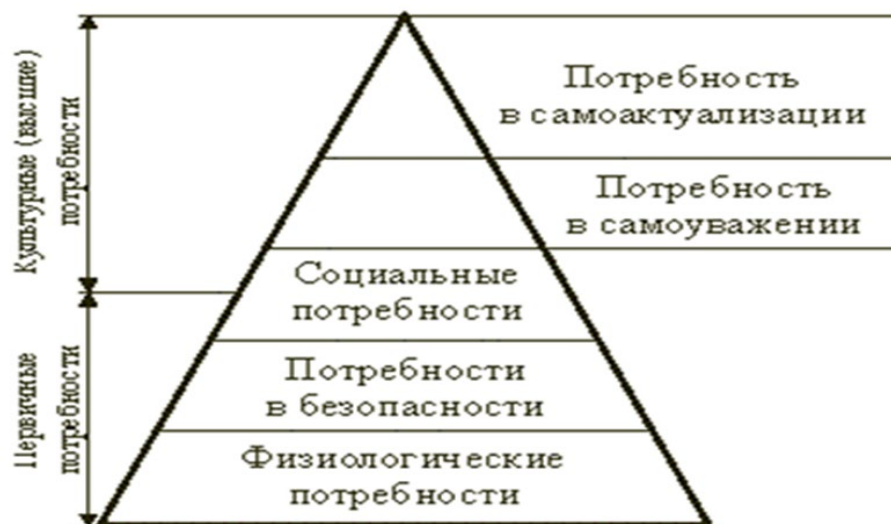 Культурные (высшие)
потребности
Первичные
потребности
Потребность
в самоактуализации
Потребность
в самоуважении
Социальные
потребности
Потребности
в безопасности
Физиологические
потребности